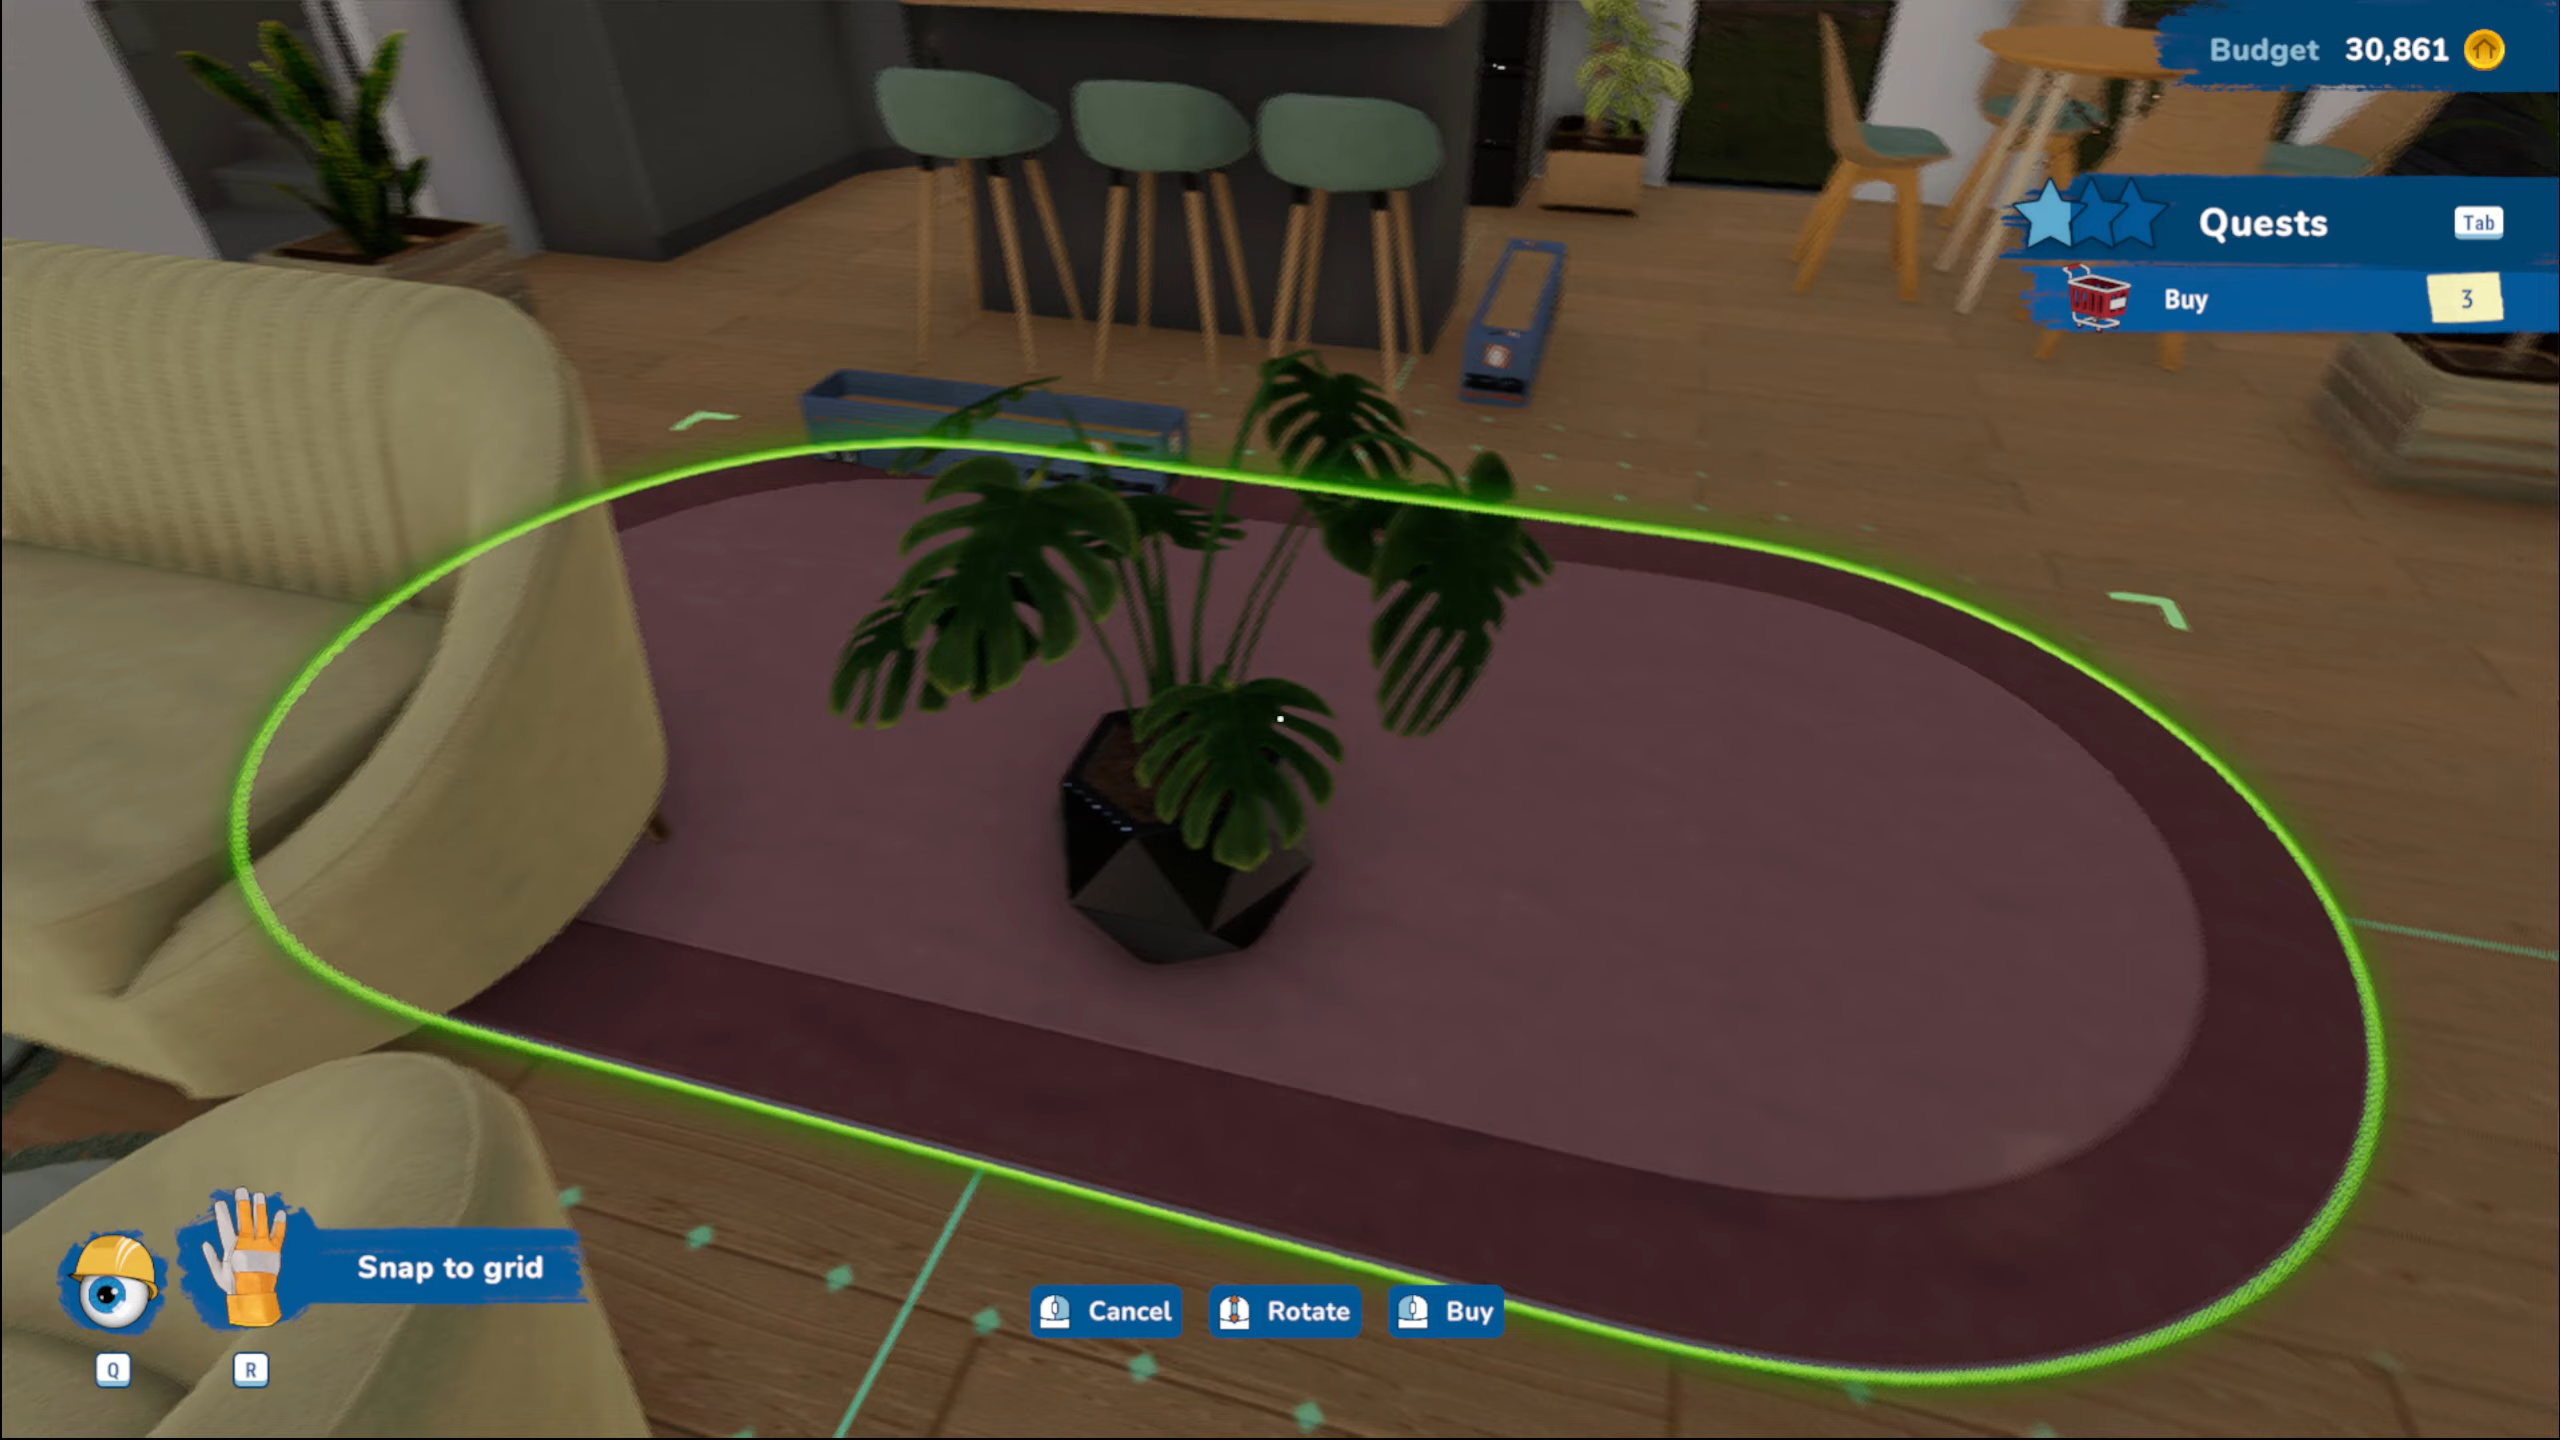 Budget 30,861
Quests Tab
Buy 3
Snap to grid
Cancel Rotate Buy
Q R